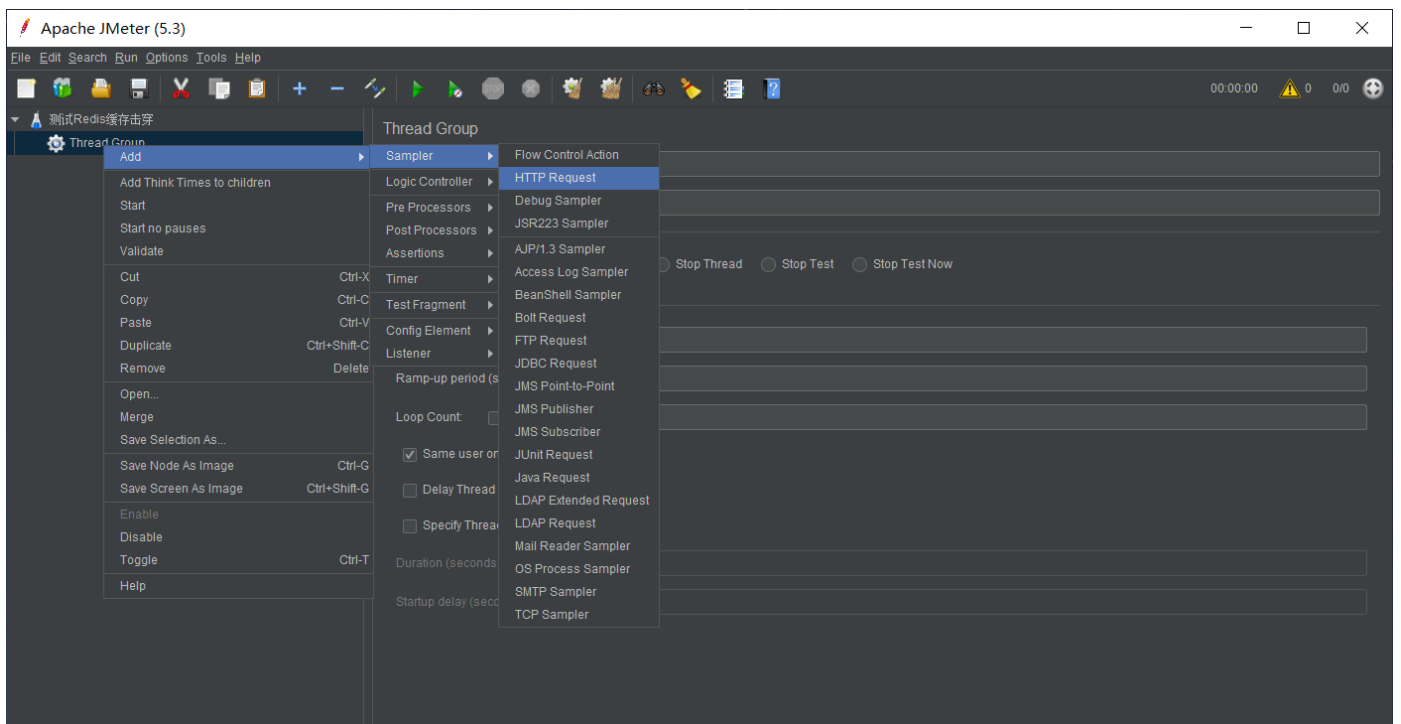 Apache JMeter (5.3)
File Edit Search Run Options Tools Help
00:00:00 0 0/0
测试Redis缓存击穿
Thread Group
Thread Group
Add
Add Think Times to children
Start
Start no pauses
Validate
Cut Ctrl-X
Copy Ctrl-C
Paste Ctrl-V
Duplicate Ctrl+Shift-C
Remove Delete
Open...
Merge
Save Selection As...
Save Node As Image Ctrl-G
Save Screen As Image Ctrl+Shift-G
Enable
Disable
Toggle Ctrl-T
Help
Sampler
Logic Controller
Pre Processors
Post Processors
Assertions
Timer
Test Fragment
Config Element
Listener
Flow Control Action
HTTP Request
Debug Sampler
JSR223 Sampler
AJP/1.3 Sampler
Access Log Sampler
BeanShell Sampler
Bolt Request
FTP Request
JDBC Request
JMS Point-to-Point
JMS Publisher
JMS Subscriber
JUnit Request
Java Request
LDAP Extended Request
LDAP Request
Mail Reader Sampler
OS Process Sampler
SMTP Sampler
TCP Sampler
Stop Thread Stop Test Stop Test Now
Ramp-up period (s
Loop Count:
Same user on
Delay Thread
Specify Threa
Duration (seconds
Startup delay (seco